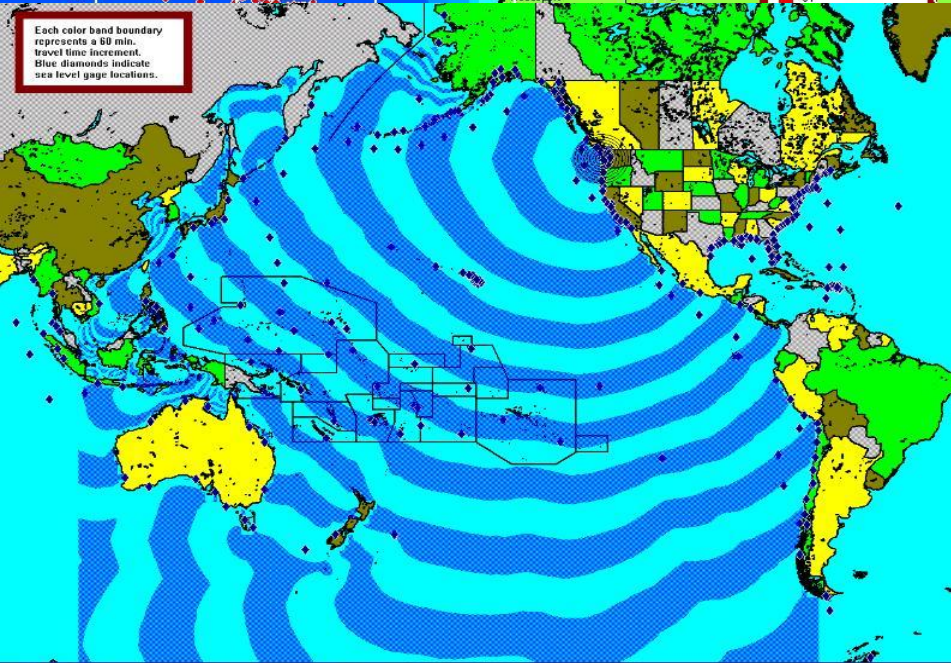 Each color band boundary
represents a 60 min.
travel time increment.
Blue diamonds indicate
sea level gage locations.